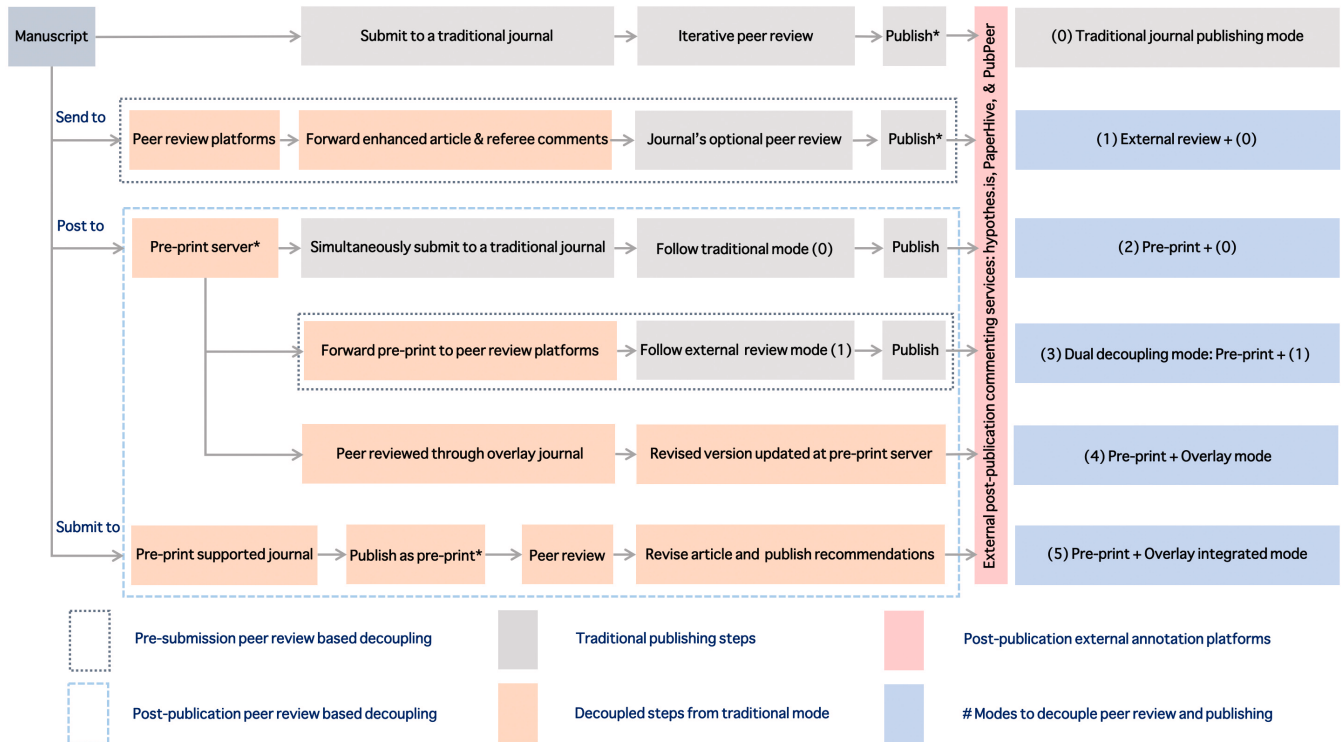 Manuscript
Submit to a traditional journal
Iterative peer review
Publish*
(0) Traditional journal publishing mode
Send to
Peer review platforms
Forward enhanced article & referee comments
Journal's optional peer review
Publish*
(1) External review + (0)
Post to
Pre-print server*
Simultaneously submit to a traditional journal
Follow traditional mode (0)
Publish
(2) Pre-print + (0)
Forward pre-print to peer review platforms
Follow external review mode (1)
Publish
(3) Dual decoupling mode: Pre-print + (1)
Peer reviewed through overlay journal
Revised version updated at pre-print server
(4) Pre-print + Overlay mode
Submit to
Pre-print supported journal
Publish as pre-print*
Peer review
Revise article and publish recommendations
(5) Pre-print + Overlay integrated mode
External post-publication commenting services: hypothes.is, PaperHive, & PubPeer
Pre-submission peer review based decoupling
Traditional publishing steps
Post-publication external annotation platforms
Post-publication peer review based decoupling
Decoupled steps from traditional mode
# Modes to decouple peer review and publishing